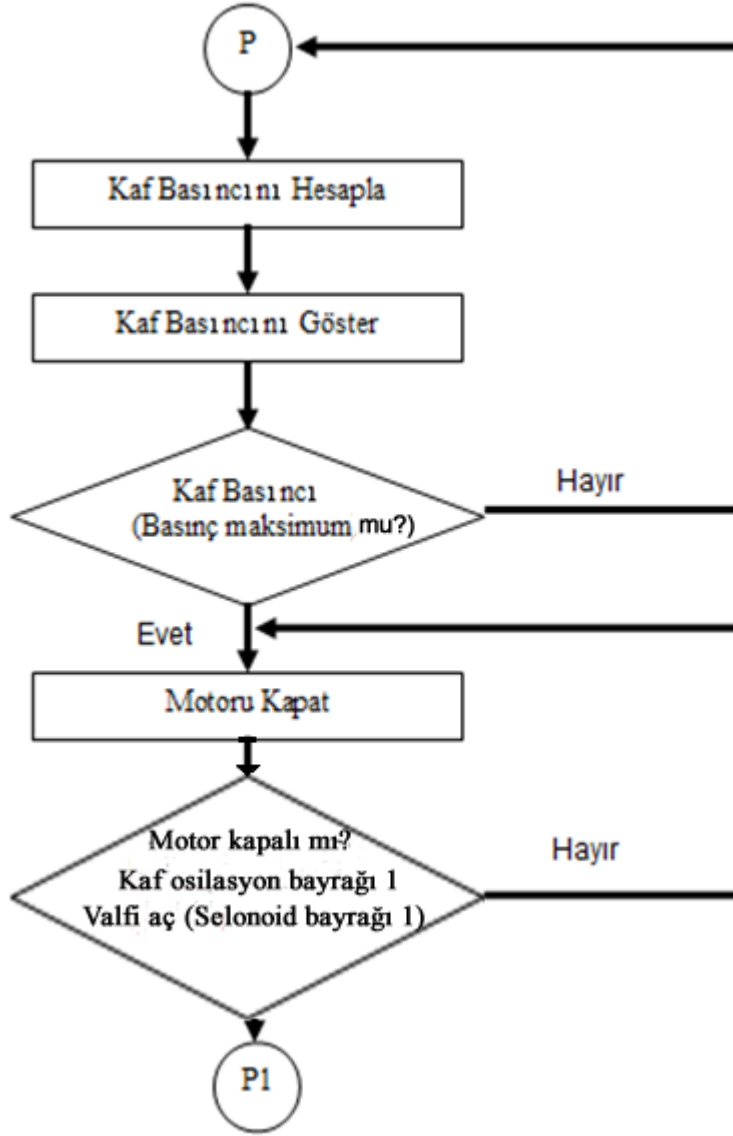 P
Kaf Basıncını Hesapla
Kaf Basıncını Göster
Kaf Basıncı
(Basınç maksimum mu?)
Hayır
Evet
Motoru Kapat
Motor kapalı mı?
Kaf osilasyon bayrağı 1
Valfi aç (Selonoid bayrağı 1)
Hayır
P1